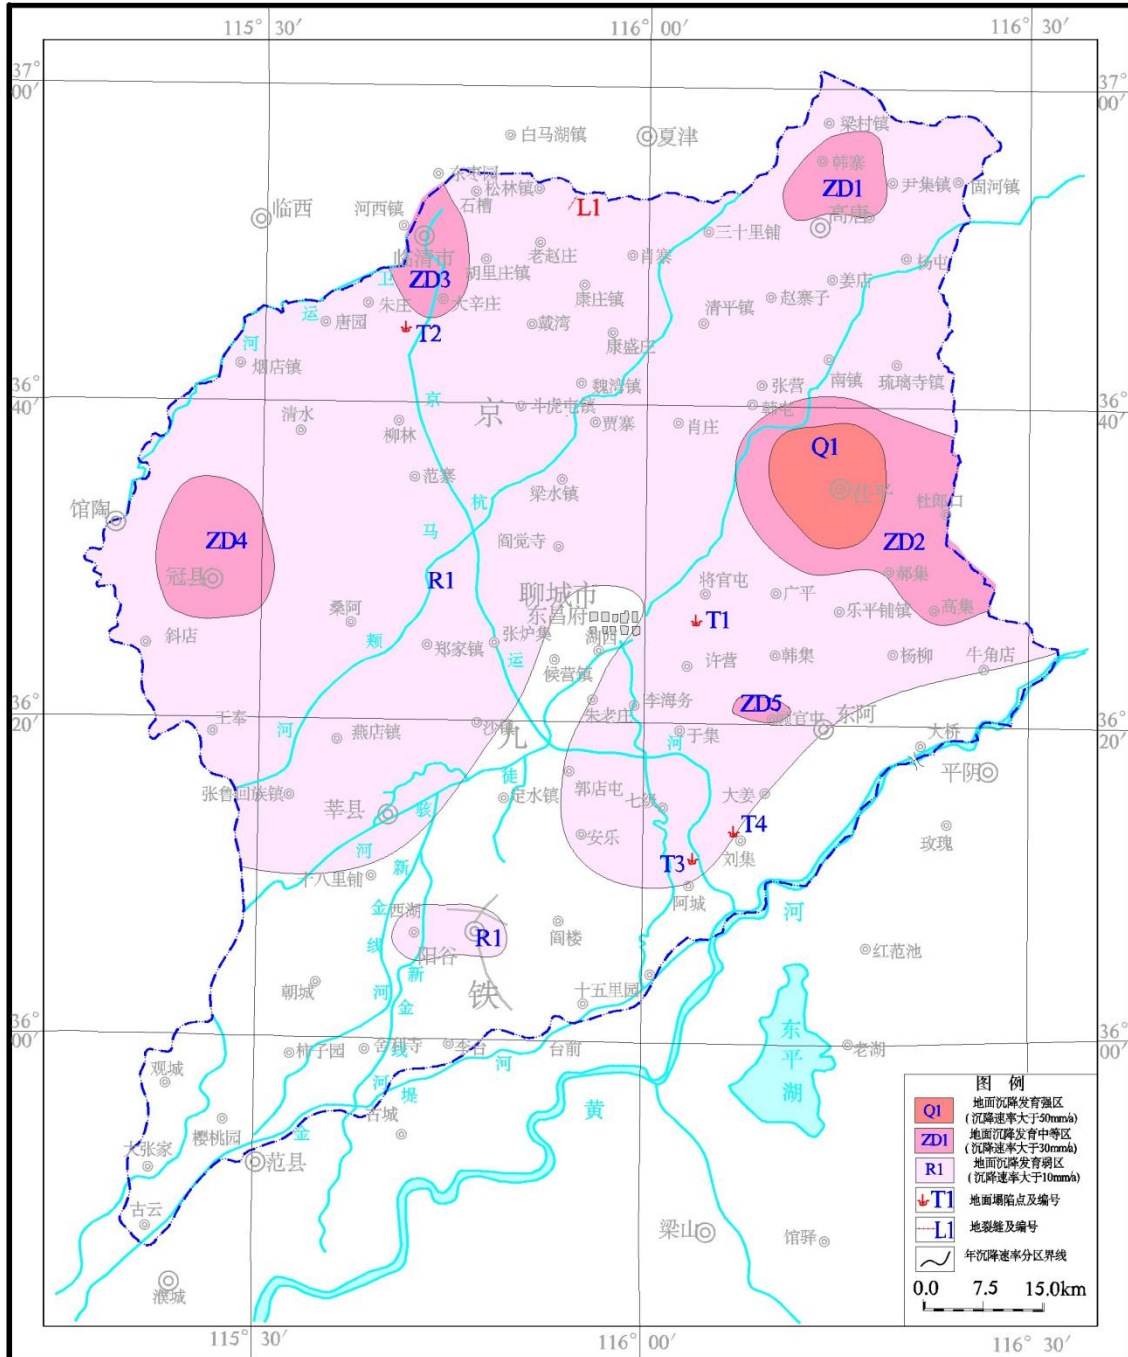 115° 30′
116° 00′
116° 30′
37°
00′
37°
00′
梁村镇
白马湖镇
夏津
韩寨
东枣园
松林镇
ZD1
尹集镇
固河镇
临西
河西镇
石槽
L1
高唐
三十里铺
临清市
老赵庄
肖寨
杨屯
胡里庄镇
卫
ZD3
姜店
康庄镇
赵寨子
朱庄
大辛庄
清平镇
运
唐园
T2
戴湾
康盛庄
河
烟店镇
南镇
琉璃寺镇
魏湾镇
张营
36°
40′
36°
40′
京
京
斗虎屯镇
韩屯
清水
柳林
贾寨
肖庄
Q1
范寨
梁水镇
茌平
馆陶
杭
杜郎口
马
ZD4
阎觉寺
ZD2
冠县
R1
郝集
聊城市
将官屯
广平
东昌府
乐平铺镇
高集
桑阿
T1
斜店
颊
郑家镇
张炉集
湖西
运
候营镇
许营
韩集
杨柳
牛角店
36°
20′
36°
20′
王奉
河
燕店镇
沙镇
九
朱老庄
李海务
ZD5
顾官屯
东阿
于集
河
大桥
徒
平阴
张鲁回族镇
莘县
骇
定水镇
郭店屯
七级
大姜
安乐
T4
玫瑰
河
新
T3
刘集
十八里铺
阿城
金
西湖
线
R1
河
阳谷
阎楼
红范池
新
铁
朝城
河
金
十五里园
东
平
湖
36°
00′
36°
00′
柿子园
舍利寺
线
李台
台前
老湖
观城
河
堤
河
黄
樱桃园
古城
金
大张家
范县
古云
梁山
馆驿
濮城
图 例
Q1
地面沉降发育强区
(沉降速率大于50mm/a)
ZD1
地面沉降发育中等区
(沉降速率大于30mm/a)
R1
地面沉降发育弱区
(沉降速率大于10mm/a)
T1
地面塌陷点及编号
L1
地裂缝及编号
年沉降速率分区界线
0.0 7.5 15.0km
115° 30′
116° 00′
116° 30′